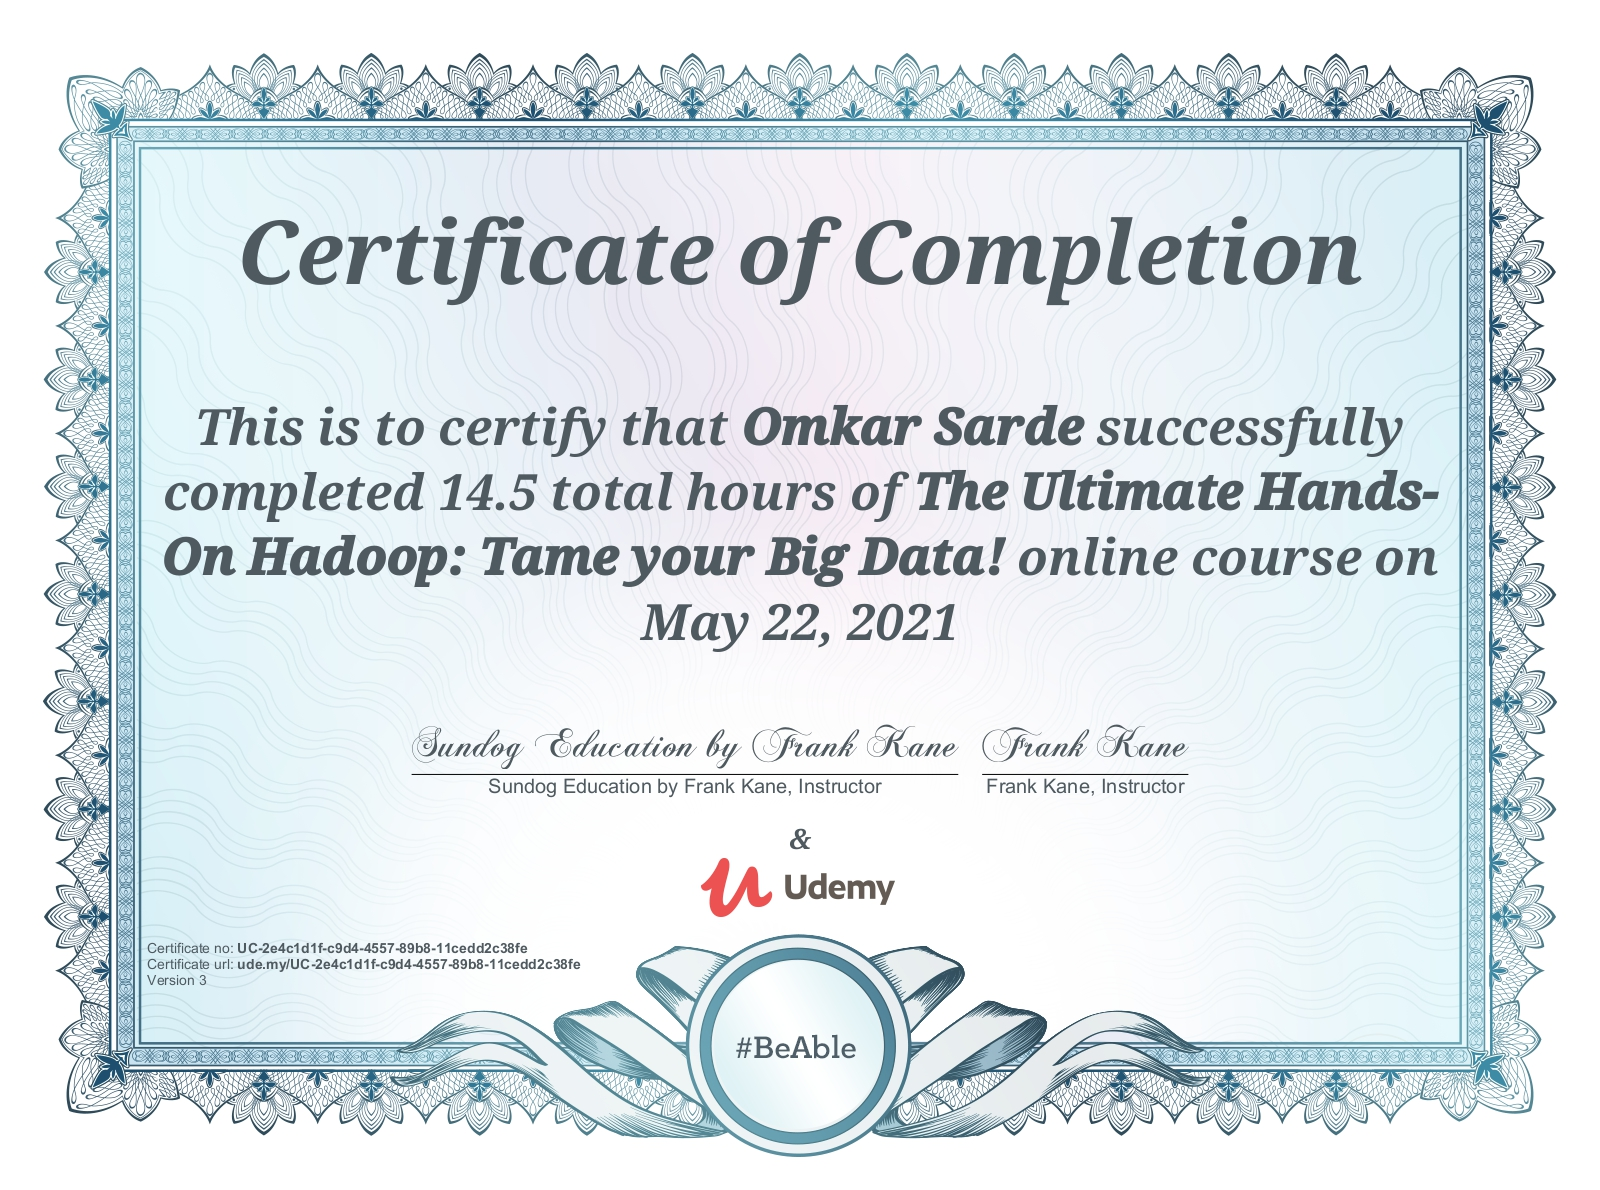 Certificate of Completion
This is to certify that Omkar Sarde successfully
completed 14.5 total hours of The Ultimate Hands-
On Hadoop: Tame your Big Data! online course on
May 22, 2021
Sundog Education by Frank Kane Frank Kane
Sundog Education by Frank Kane, Instructor Frank Kane, Instructor
&
Udemy
Certificate no: UC-2e4c1d1f-c9d4-4557-89b8-11cedd2c38fe
Certificate url: ude.my/UC-2e4c1d1f-c9d4-4557-89b8-11cedd2c38fe
Version 3
#BeAble